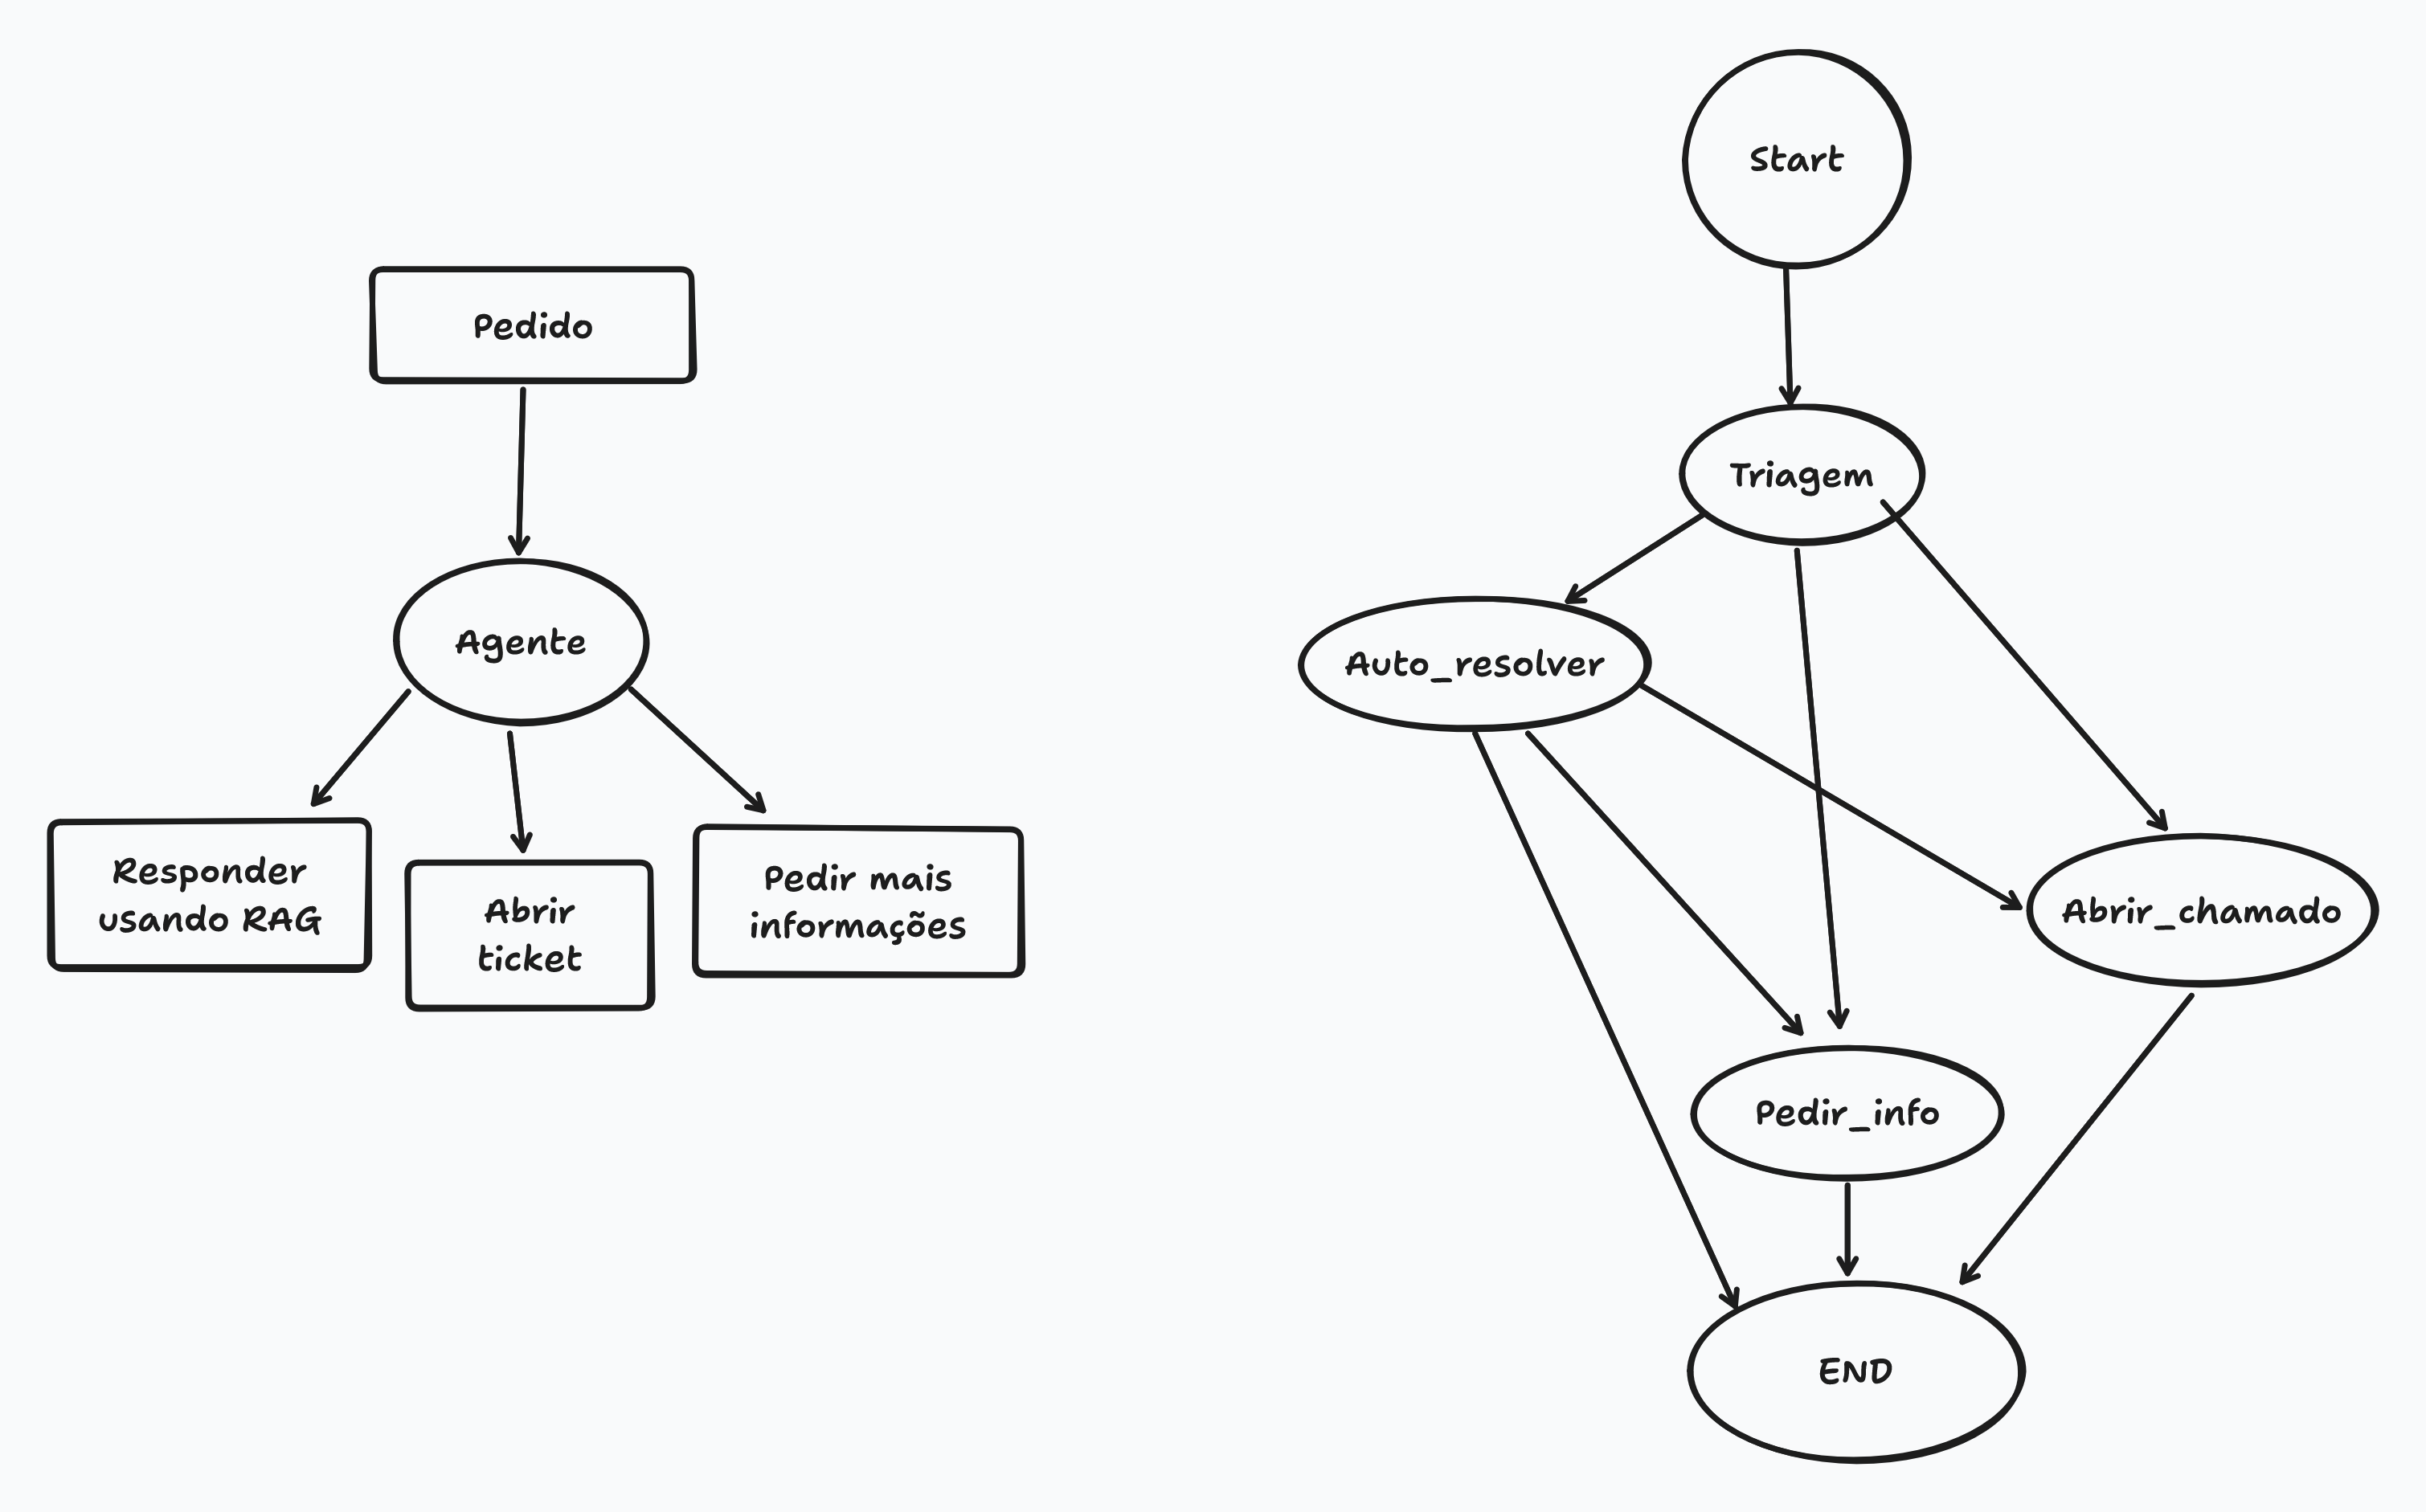 Pedido
Agente
Responder
usando RAG
Abrir
ticket
Pedir mais
informações
Start
Triagem
Auto_resolver
Abrir_chamado
Pedir_info
END